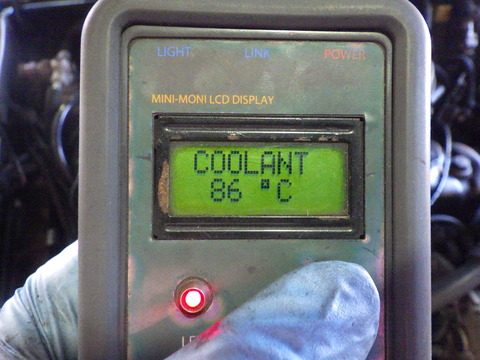 LIGHT LINK POWER
MINI-MONI LCD DISPLAY
COOLANT
86 °C